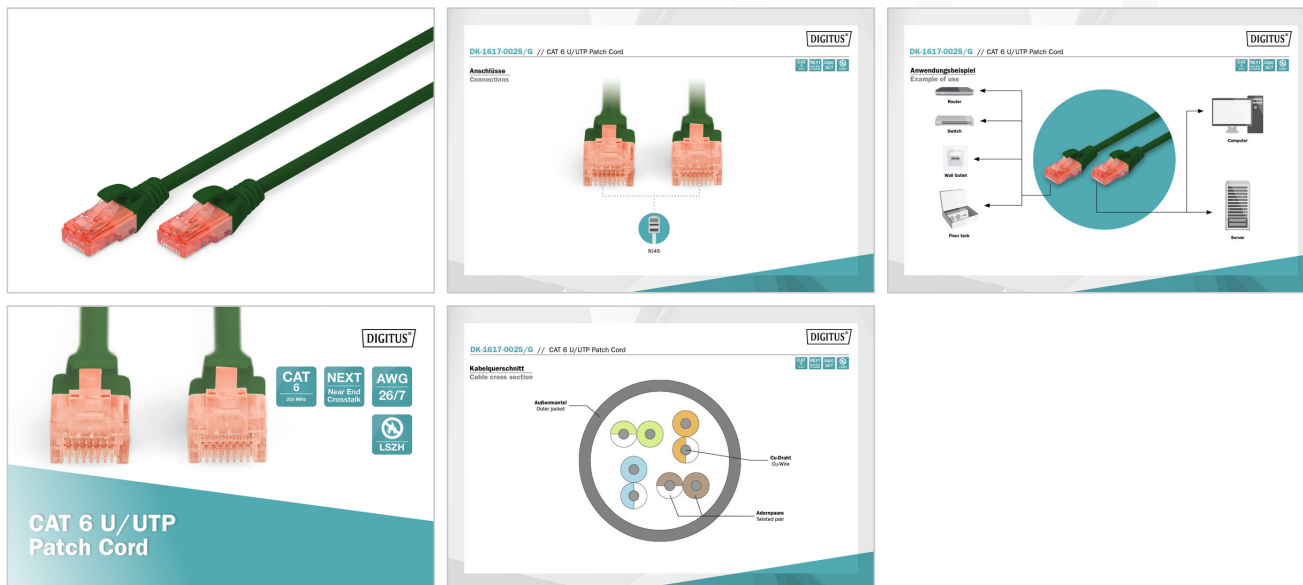 DIGITUS®
DK-1617-0025/G // CAT 6 U/UTP Patch Cord
Anschlüsse
Connections
RJ45
DIGITUS®
DK-1617-0025/G // CAT 6 U/UTP Patch Cord
Anwendungsbeispiel
Example of use
Router
Switch
Wall Outlet
Floor tank
Computer
Server
DIGITUS®
CAT
6
250 MHz
NEXT
Near End
Crosstalk
AWG
26/7
LSZH
CAT 6 U/UTP
Patch Cord
DIGITUS®
DK-1617-0025/G // CAT 6 U/UTP Patch Cord
Kabelquerschnitt
Cable cross section
Außenmantel
Outer jacket
Cu-Draht
Cu-Wire
Adernpaare
Twisted pair